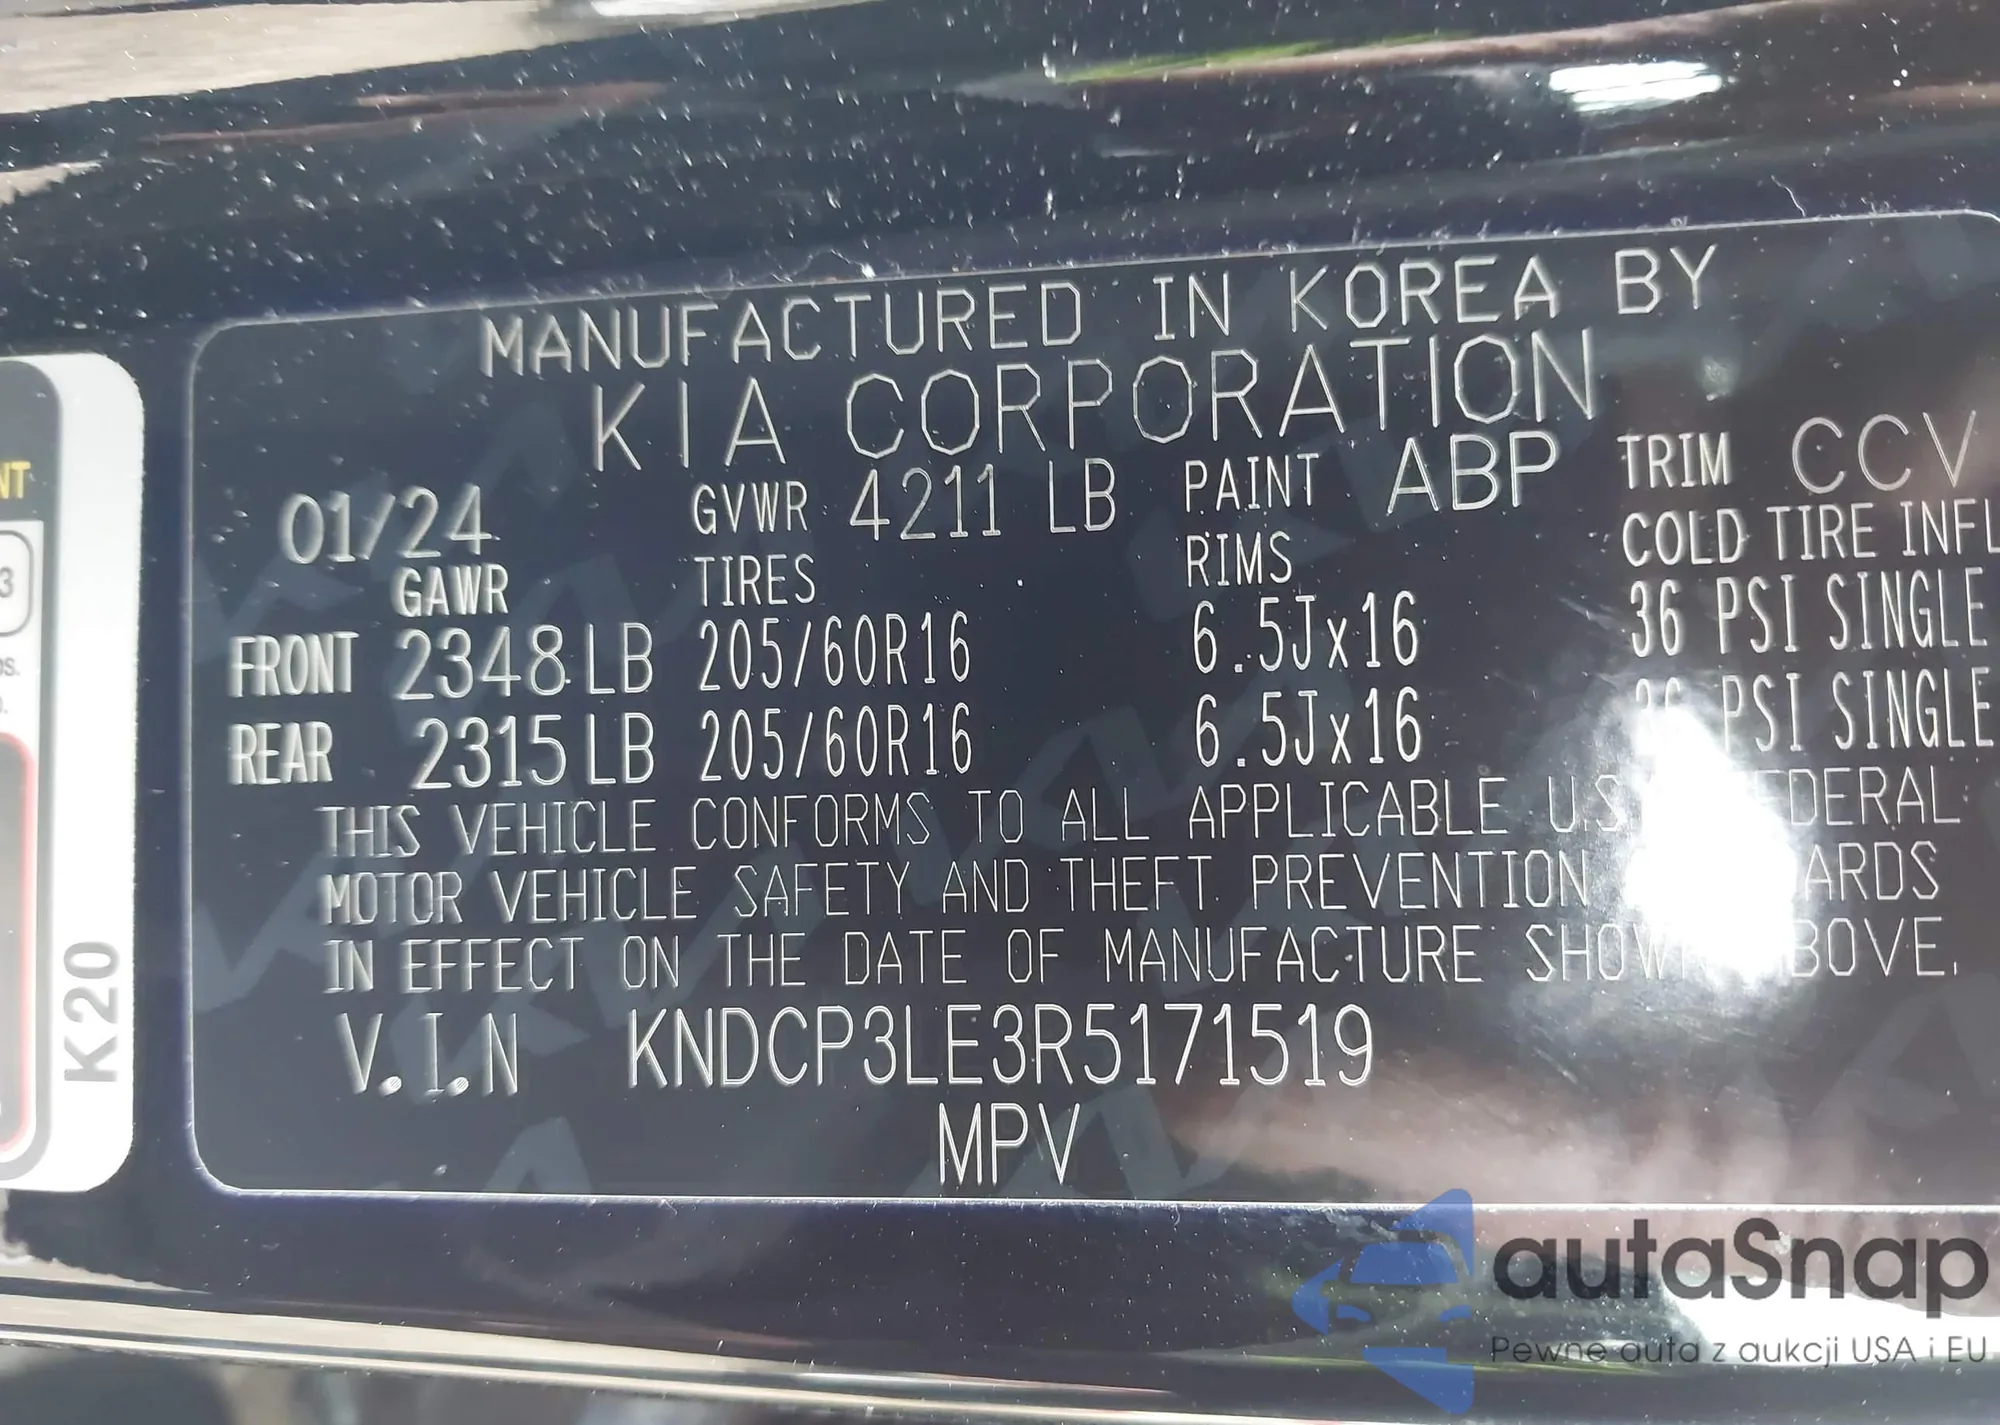 MANUFACTURED IN KOREA BY
KIA CORPORATION
01/24 GVWR 4211 LB PAINT ABP TRIM CCV
GAWR TIRES RIMS COLD TIRE INFL
FRONT 2348 LB 205/60R16 6.5Jx16 36 PSI SINGLE
REAR 2315 LB 205/60R16 6.5Jx16 PSI SINGLE
THIS VEHICLE CONFORMS TO ALL APPLICABLE
MOTOR VEHICLE SAFETY AND THEFT PREVENTION
IN EFFECT ON THE DATE OF MANUFACTURE
V.I.N KNDCP3LE3R5171519
MPV
NT
3
K20
autaSnap
Pewne auta z aukcji USA i EU